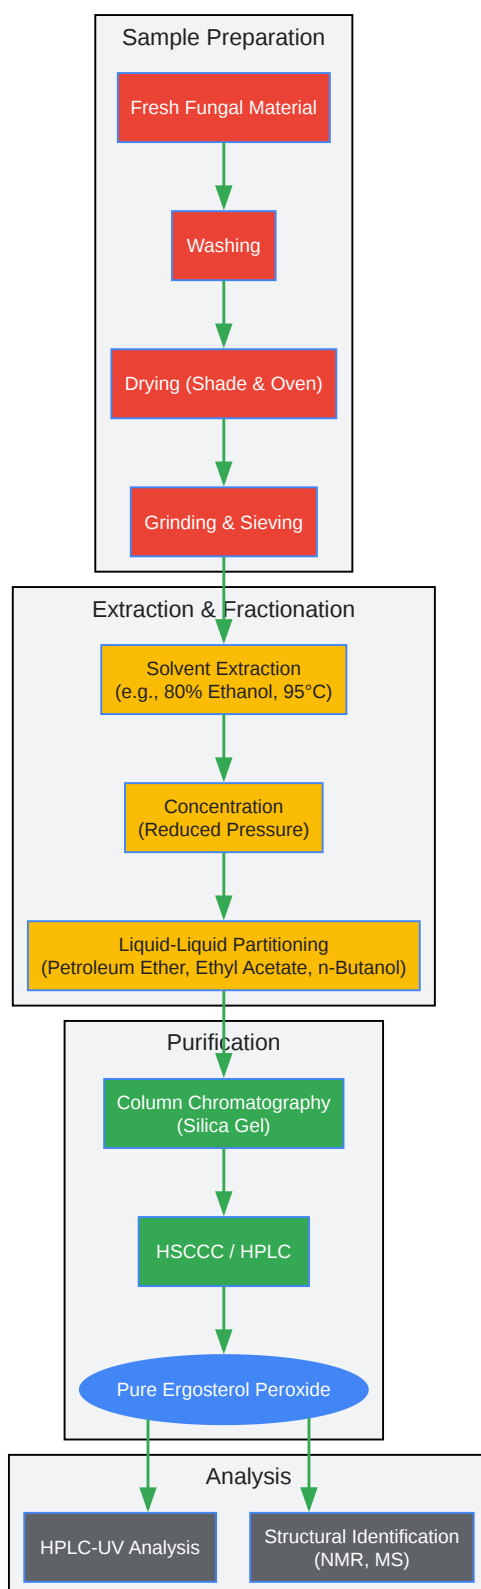 Sample Preparation
Fresh Fungal Material
Washing
Drying (Shade & Oven)
Grinding & Sieving
Extraction & Fractionation
Solvent Extraction
(e.g., 80% Ethanol, 95°C)
Concentration
(Reduced Pressure)
Liquid-Liquid Partitioning
(Petroleum Ether, Ethyl Acetate, n-Butanol)
Purification
Column Chromatography
(Silica Gel)
HSCCC / HPLC
Pure Ergosterol Peroxide
Analysis
HPLC-UV Analysis
Structural Identification
(NMR, MS)